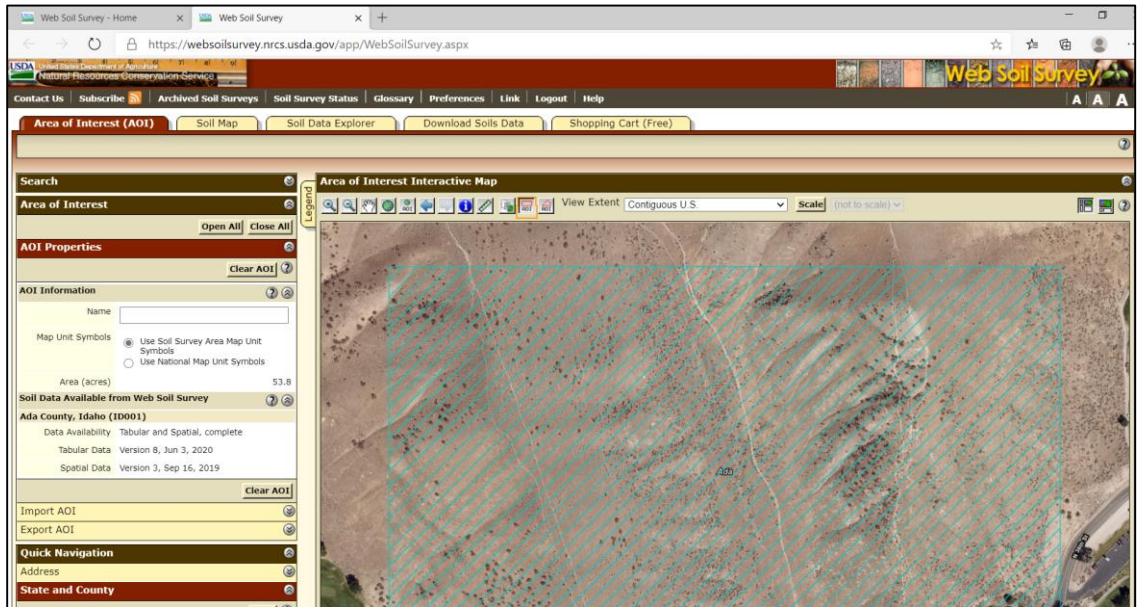 Web Soil Survey - Home
Web Soil Survey
https://websoilsurvey.nrcs.usda.gov/app/WebSoilSurvey.aspx
USDA United States Department of Agriculture
Natural Resources Conservation Service
Web Soil Survey
Contact Us Subscribe Archived Soil Surveys Soil Survey Status Glossary Preferences Link Logout Help A A A
Area of Interest (AOI) Soil Map Soil Data Explorer Download Soils Data Shopping Cart (Free)
Search
Legend
Area of Interest Interactive Map
Area of Interest
View Extent Contiguous U.S. Scale (not to scale)
Open All Close All
AOI Properties
Clear AOI
AOI Information
Name
Map Unit Symbols
Use Soil Survey Area Map Unit
Symbols
Use National Map Unit Symbols
Area (acres) 53.8
Soil Data Available from Web Soil Survey
Ada County, Idaho (ID001)
Data Availability Tabular and Spatial, complete
Tabular Data Version 8, Jun 3, 2020
Spatial Data Version 3, Sep 16, 2019
Ada
Clear AOI
Import AOI
Export AOI
Quick Navigation
Address
State and County